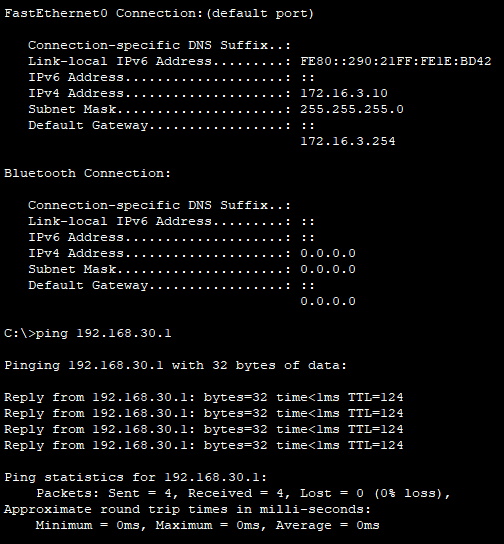 FastEthernet0 Connection:(default port)
Connection-specific DNS Suffix..:
Link-local IPv6 Address.........: FE80::290:21FF:FE1E:BD42
IPv6 Address....................: ::
IPv4 Address....................: 172.16.3.10
Subnet Mask.....................: 255.255.255.0
Default Gateway.................: ::
172.16.3.254
Bluetooth Connection:
Connection-specific DNS Suffix..:
Link-local IPv6 Address.........: ::
IPv6 Address....................: ::
IPv4 Address....................: 0.0.0.0
Subnet Mask.....................: 0.0.0.0
Default Gateway.................: ::
0.0.0.0
C:\>ping 192.168.30.1
Pinging 192.168.30.1 with 32 bytes of data:
Reply from 192.168.30.1: bytes=32 time<1ms TTL=124
Reply from 192.168.30.1: bytes=32 time<1ms TTL=124
Reply from 192.168.30.1: bytes=32 time<1ms TTL=124
Reply from 192.168.30.1: bytes=32 time<1ms TTL=124
Ping statistics for 192.168.30.1:
Packets: Sent = 4, Received = 4, Lost = 0 (0% loss),
Approximate round trip times in milli-seconds:
Minimum = 0ms, Maximum = 0ms, Average = 0ms